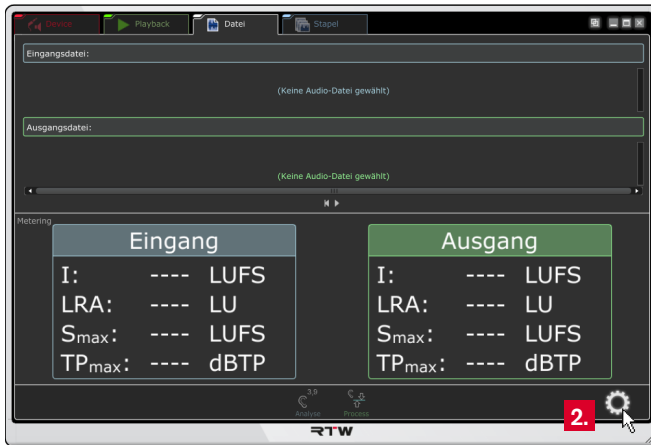 Device Playback Datei Stapel
Eingangsdatei:
(Keine Audio-Datei gewählt)
Ausgangsdatei:
(Keine Audio-Datei gewählt)
Metering
Eingang
I: ---- LUFS
LRA: ---- LU
Smax: ---- LUFS
TPmax: ---- dBTP
Ausgang
I: ---- LUFS
LRA: ---- LU
Smax: ---- LUFS
TPmax: ---- dBTP
3,9
Analyse Process
2.
RTW